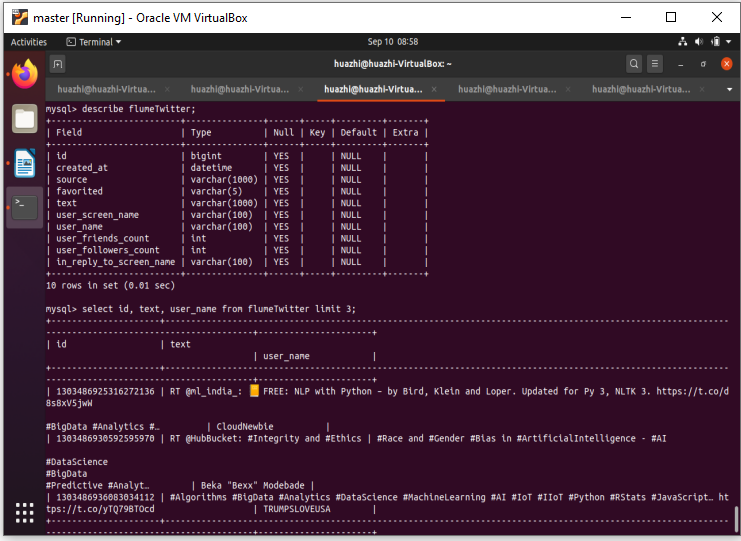 master [Running] - Oracle VM VirtualBox
Activities Terminal Sep 10 08:58
huazhi@huazhi-VirtualBox: ~
huazhi@huazhi-Virtua... huazhi@huazhi-Virtua... huazhi@huazhi-Virtua... huazhi@huazhi-Virtua... huazhi@huazhi-Virtua...
mysql> describe flumeTwitter;
+------------------------+---------------+------+-----+---------+-------+
| Field | Type | Null | Key | Default | Extra |
+------------------------+---------------+------+-----+---------+-------+
| id | bigint | YES | | NULL | |
| created_at | datetime | YES | | NULL | |
| source | varchar(1000) | YES | | NULL | |
| favorited | varchar(5) | YES | | NULL | |
| text | varchar(1000) | YES | | NULL | |
| user_screen_name | varchar(100) | YES | | NULL | |
| user_name | varchar(100) | YES | | NULL | |
| user_friends_count | int | YES | | NULL | |
| user_followers_count | int | YES | | NULL | |
| in_reply_to_screen_name | varchar(100) | YES | | NULL | |
+------------------------+---------------+------+-----+---------+-------+
10 rows in set (0.01 sec)
mysql> select id, text, user_name from flumeTwitter limit 3;
| id | text
| user_name |
| 1303486925316272136 | RT @ml_india_: FREE: NLP with Python - by Bird, Klein and Loper. Updated for Py 3, NLTK 3. https://t.co/d
8s8xV5jwW
#BigData #Analytics #… | CloudNewbie |
| 1303486930592595970 | RT @HubBucket: #Integrity and #Ethics | #Race and #Gender #Bias in #ArtificialIntelligence - #AI
#DataScience
#BigData
#Predictive #Analyt… | Beka "Bexx" Modebade |
| 1303486936083034112 | #Algorithms #BigData #Analytics #DataScience #MachineLearning #AI #IoT #IIoT #Python #RStats #JavaScript… ht
tps://t.co/yTQ79BTOcd | TRUMPSLOVEUSA |